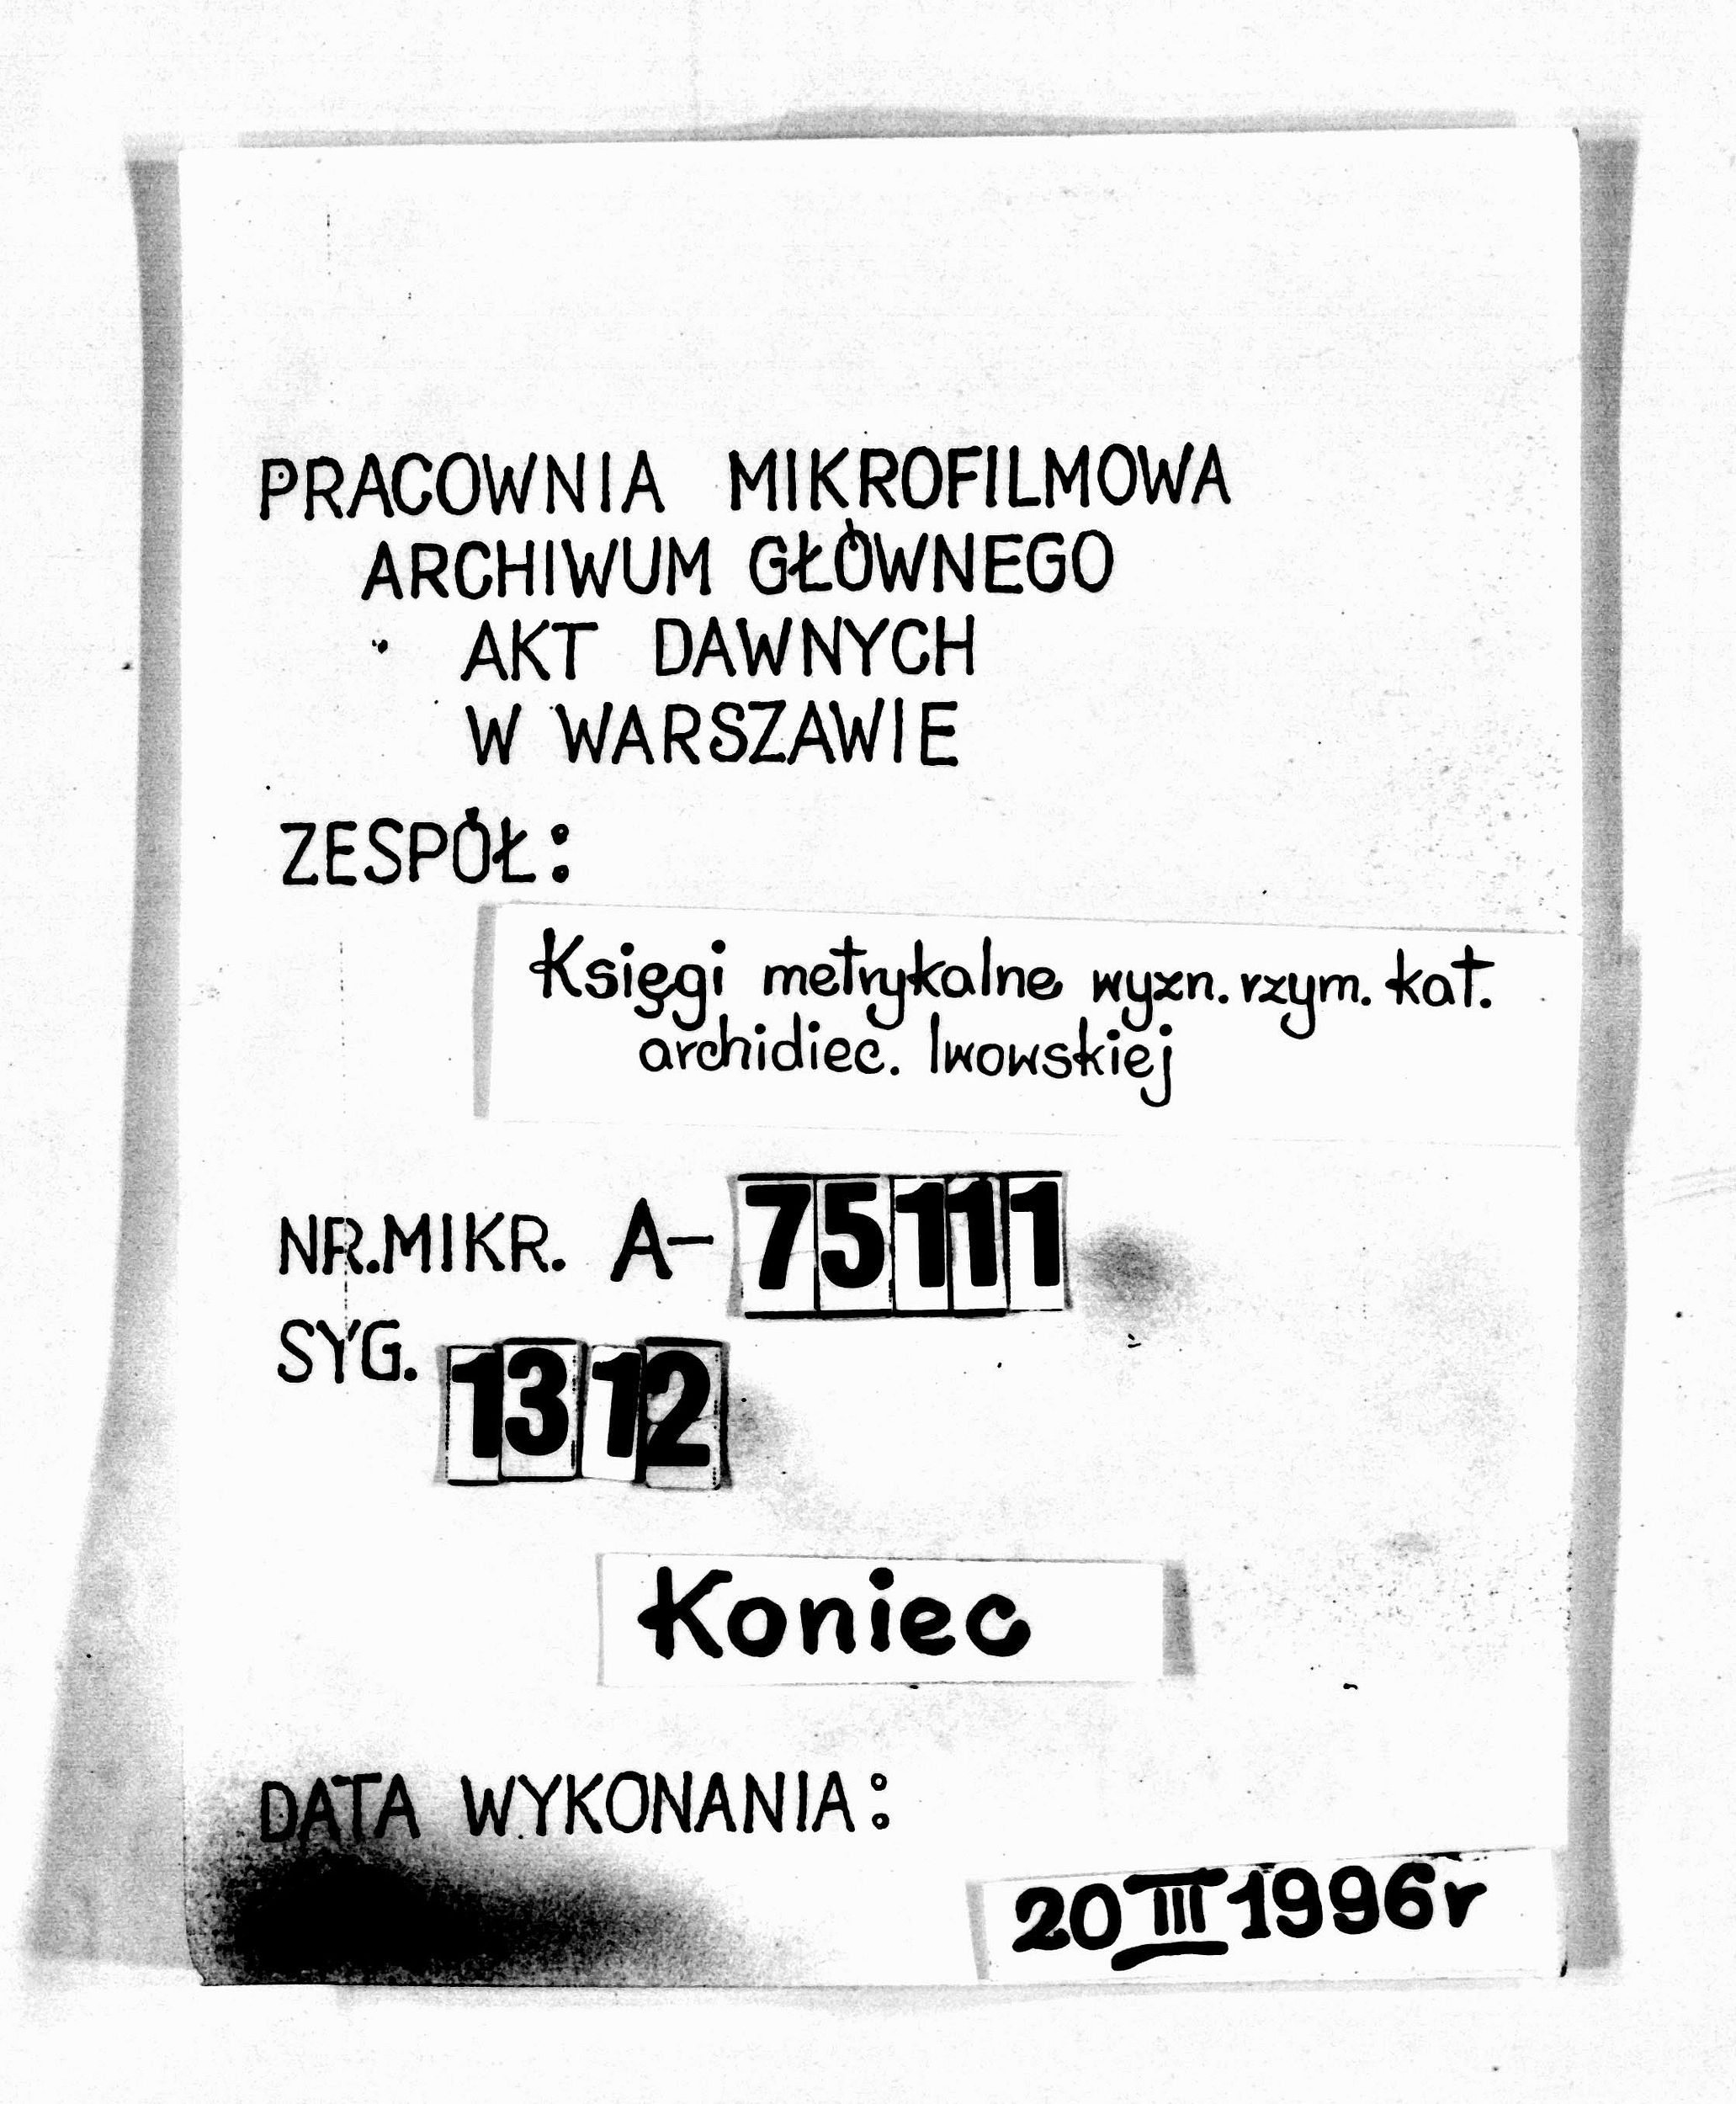 PRACOWNIA MIKROFILMOWA
ARCHIWUM GŁÓWNEGO
AKT DAWNYCH
W WARSZAWIE
ZESPÓŁ:
Księgi metrykalne wyzn. rzym. kat.
archidiec. lwowskiej
NR. MIKR. A- 75111
SYG. 1312
Koniec
DATA WYKONANIA:
20 III 1996r